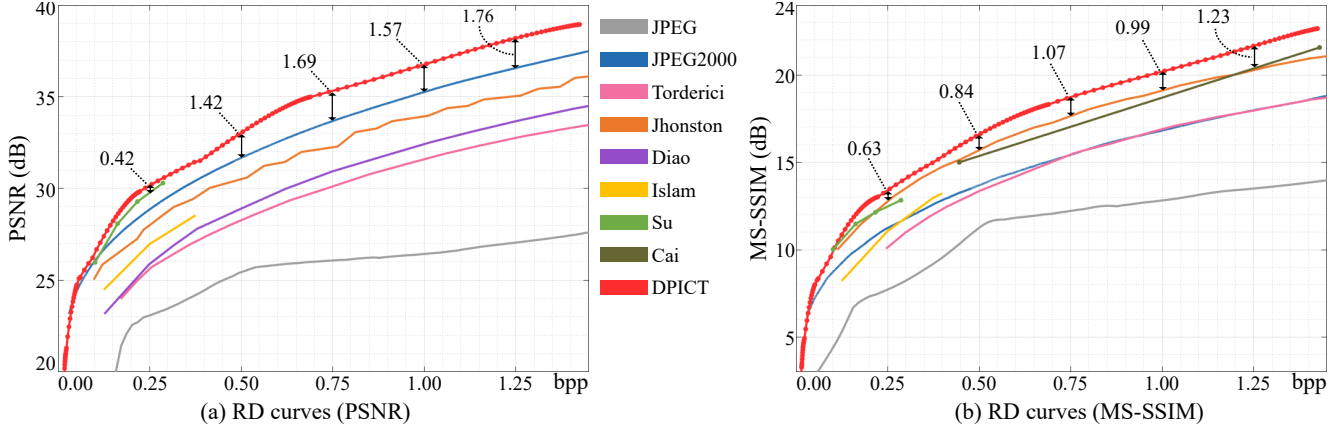 40
35
30
25
20
PSNR (dB)
0.42
1.42
1.69
1.57
1.76
0.00
0.25
0.50
0.75
1.00
1.25
bpp
(a) RD curves (PSNR)
JPEG
JPEG2000
Torderici
Jhonston
Diao
Islam
Su
Cai
DPICT
24
20
15
10
5
MS-SSIM (dB)
0.63
0.84
1.07
0.99
1.23
0.00
0.25
0.50
0.75
1.00
1.25
bpp
(b) RD curves (MS-SSIM)